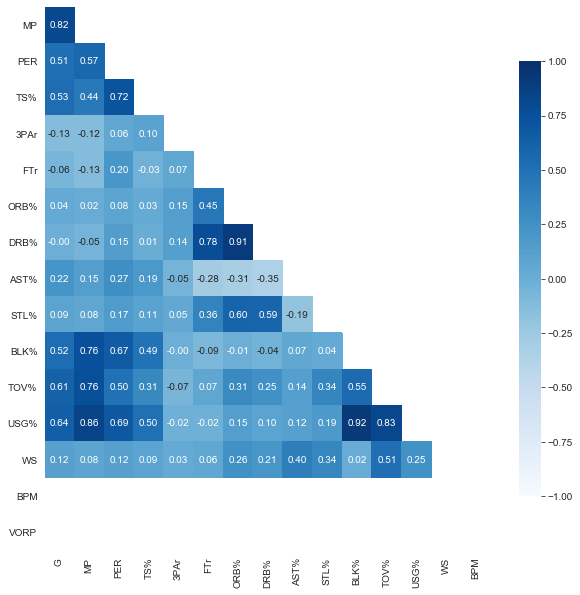 MP 0.82
PER 0.51 0.57
TS% 0.53 0.44 0.72
3PAr -0.13 -0.12 0.06 0.10
FTr -0.06 -0.13 0.20 -0.03 0.07
ORB% 0.04 0.02 0.08 0.03 0.15 0.45
DRB% -0.00 -0.05 0.15 0.01 0.14 0.78 0.91
AST% 0.22 0.15 0.27 0.19 -0.05 -0.28 -0.31 -0.35
STL% 0.09 0.08 0.17 0.11 0.05 0.36 0.60 0.59 -0.19
BLK% 0.52 0.76 0.67 0.49 -0.00 -0.09 -0.01 -0.04 0.07 0.04
TOV% 0.61 0.76 0.50 0.31 -0.07 0.07 0.31 0.25 0.14 0.34 0.55
USG% 0.64 0.86 0.69 0.50 -0.02 -0.02 0.15 0.10 0.12 0.19 0.92 0.83
WS 0.12 0.08 0.12 0.09 0.03 0.06 0.26 0.21 0.40 0.34 0.02 0.51 0.25
BPM
VORP
G MP PER TS% 3PAr FTr ORB% DRB% AST% STL% BLK% TOV% USG% WS BPM
1.00
0.75
0.50
0.25
0.00
−0.25
−0.50
−0.75
−1.00